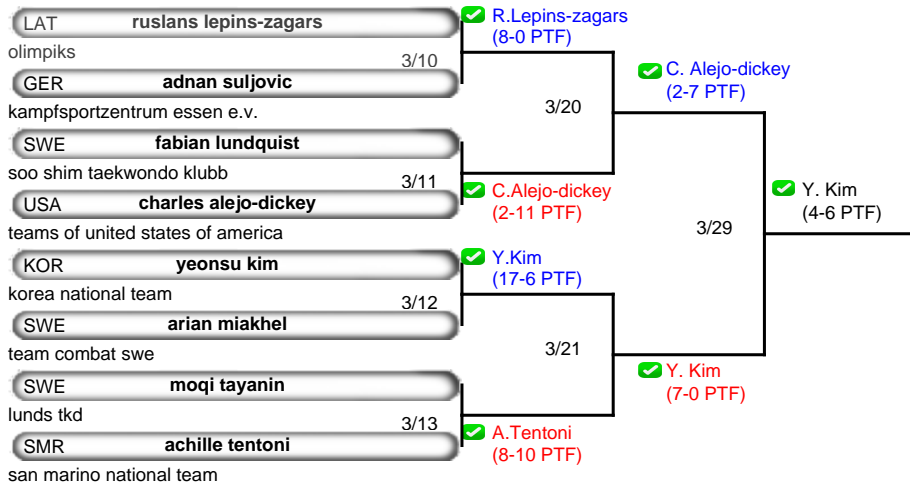 LAT ruslans lepins-zagars
olimpiks
3/10
GER adnan suljovic
kampfsportzentrum essen e.v.
SWE fabian lundquist
soo shim taekwondo klubb
3/11
USA charles alejo-dickey
teams of united states of america
KOR yeonsu kim
korea national team
3/12
SWE arian miakhel
team combat swe
SWE moqi tayanin
lunds tkd
3/13
SMR achille tentoni
san marino national team
R.Lepins-zagars
(8-0 PTF)
3/20
C.Alejo-dickey
(2-11 PTF)
Y.Kim
(17-6 PTF)
3/21
A.Tentoni
(8-10 PTF)
C. Alejo-dickey
(2-7 PTF)
3/29
Y. Kim
(7-0 PTF)
Y. Kim
(4-6 PTF)